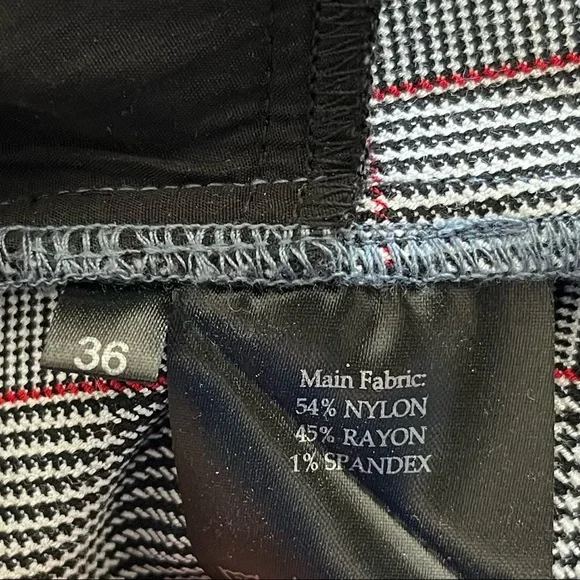 36
Main Fabric:
54% NYLON
45% RAYON
1% SPANDEX